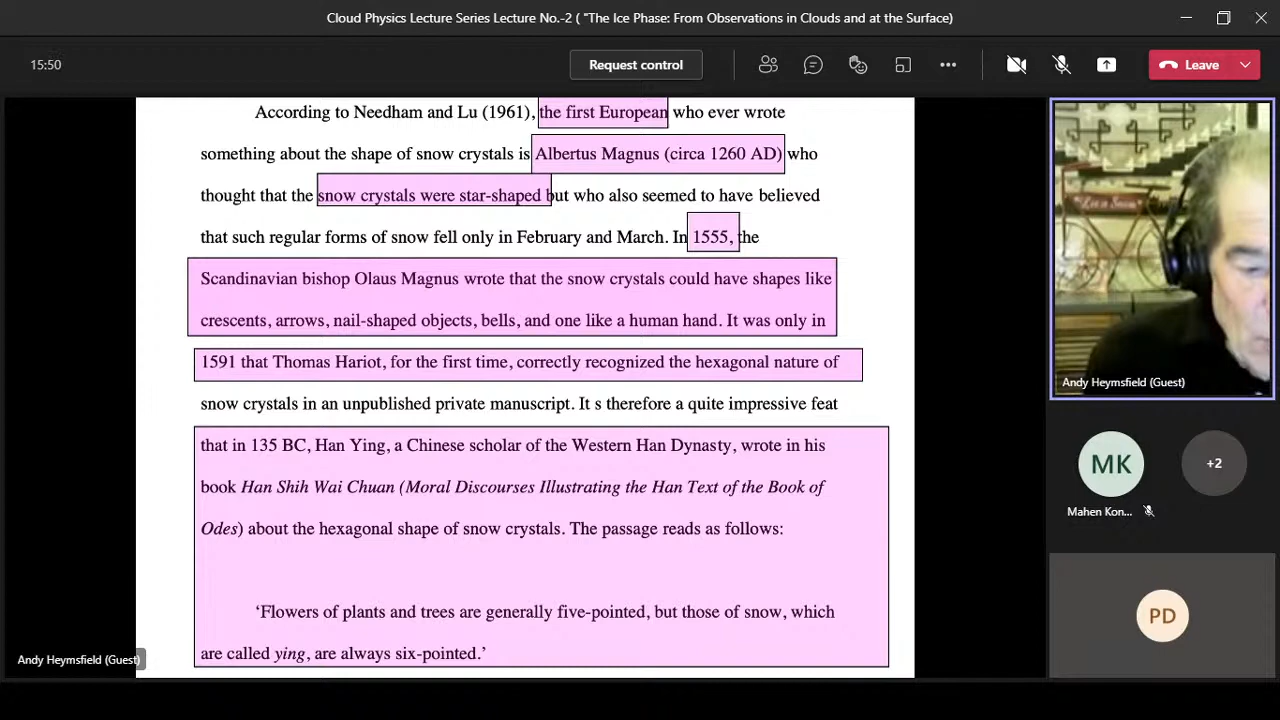 Cloud Physics Lecture Series Lecture No.-2 ( "The Ice Phase: From Observations in Clouds and at the Surface)
15:50
Request control
Leave
According to Needham and Lu (1961), the first European who ever wrote
something about the shape of snow crystals is Albertus Magnus (circa 1260 AD) who
thought that the snow crystals were star-shaped but who also seemed to have believed
that such regular forms of snow fell only in February and March. In 1555, the
Scandinavian bishop Olaus Magnus wrote that the snow crystals could have shapes like
crescents, arrows, nail-shaped objects, bells, and one like a human hand. It was only in
1591 that Thomas Hariot, for the first time, correctly recognized the hexagonal nature of
snow crystals in an unpublished private manuscript. It s therefore a quite impressive feat
that in 135 BC, Han Ying, a Chinese scholar of the Western Han Dynasty, wrote in his
book Han Shih Wai Chuan (Moral Discourses Illustrating the Han Text of the Book of
Odes) about the hexagonal shape of snow crystals. The passage reads as follows:
‘Flowers of plants and trees are generally five-pointed, but those of snow, which
are called ying, are always six-pointed.’
Andy Heymsfield (Guest)
Andy Heymsfield (Guest)
MK
+2
Mahen Kon...
PD